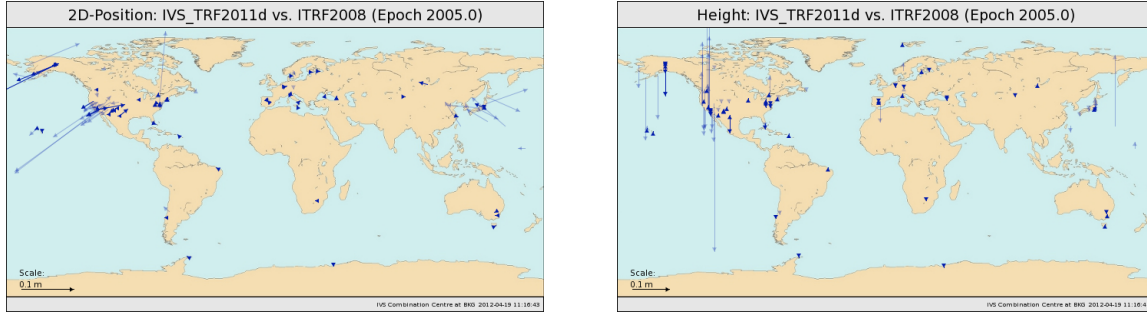 2D-Position: IVS_TRF2011d vs. ITRF2008 (Epoch 2005.0)
Scale:
0.1 m
IVS Combination Centre at BKG 2012-04-19 11:16:43
Height: IVS_TRF2011d vs. ITRF2008 (Epoch 2005.0)
Scale:
0.1 m
IVS Combination Centre at BKG 2012-04-19 11:16:4